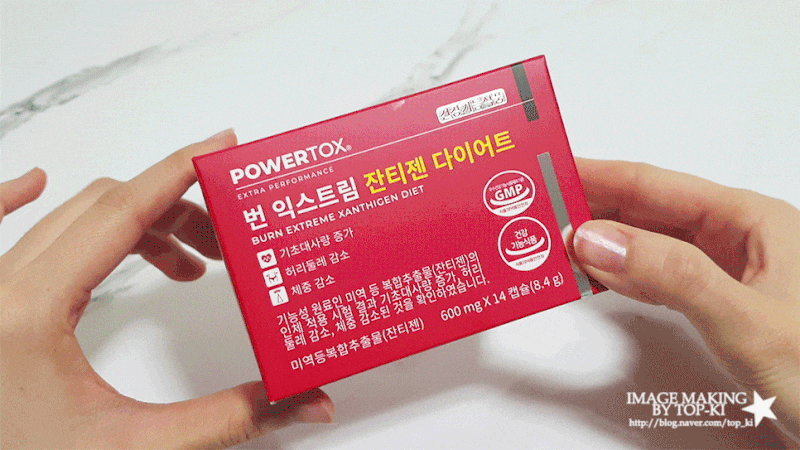 POWERTOX®
EXTRA PERFORMANCE
번 익스트림 잔티젠 다이어트
BURN EXTREME XANTHIGEN DIET
기초대사량 증가
허리둘레 감소
체중 감소
기능성 원료인 미역 등 복합추출물(잔티젠)의
인체 적용 시험 결과 기초대사량 증가, 허리
둘레 감소, 체중 감소된 것을 확인하였습니다.
미역등복합추출물(잔티젠)
600 mg X 14 캡슐(8.4 g)
GMP
건강
기능식품
IMAGE MAKING
BY TOP-KI
http://blog.naver.com/top_ki